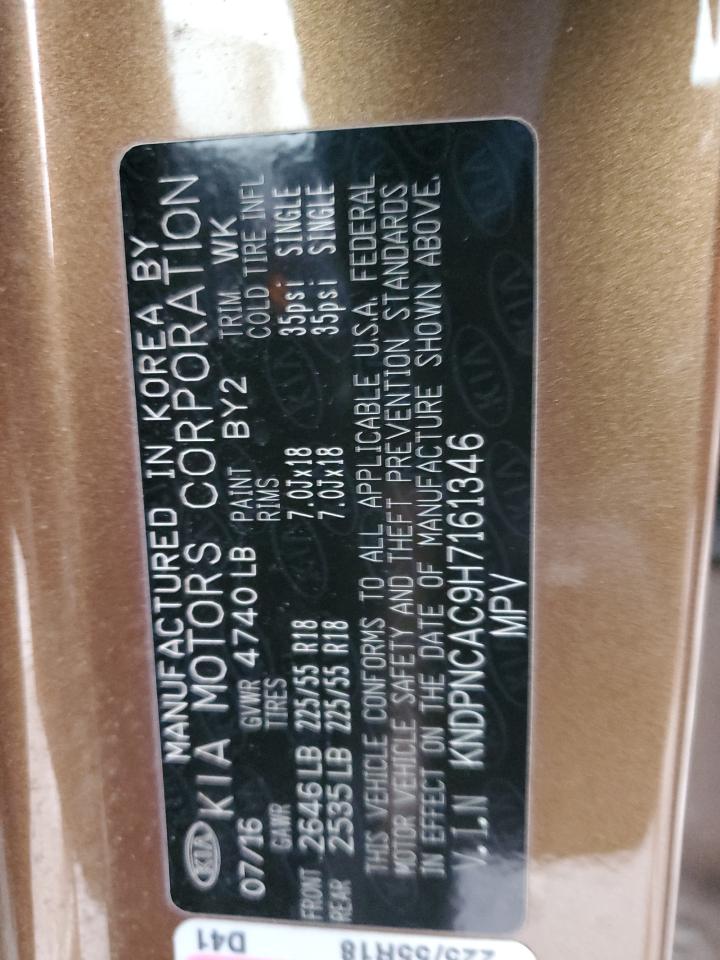 MANUFACTURED IN KOREA BY
KIA KIA MOTORS CORPORATION
07/16 GVWR 4740LB PAINT BY2 TRIM WK
GAWR TIRES RIMS COLD TIRE INFL
FRONT 2646LB 225/55 R18 7.0Jx18 35psi SINGLE
REAR 2535LB 225/55 R18 7.0Jx18 35psi SINGLE
THIS VEHICLE CONFORMS TO ALL APPLICABLE U.S.A. FEDERAL
MOTOR VEHICLE SAFETY AND THEFT PREVENTION STANDARDS
IN EFFECT ON THE DATE OF MANUFACTURE SHOWN ABOVE.
V.I.N KNDPNCAC9H7161346
MPV
D41
225/55R18